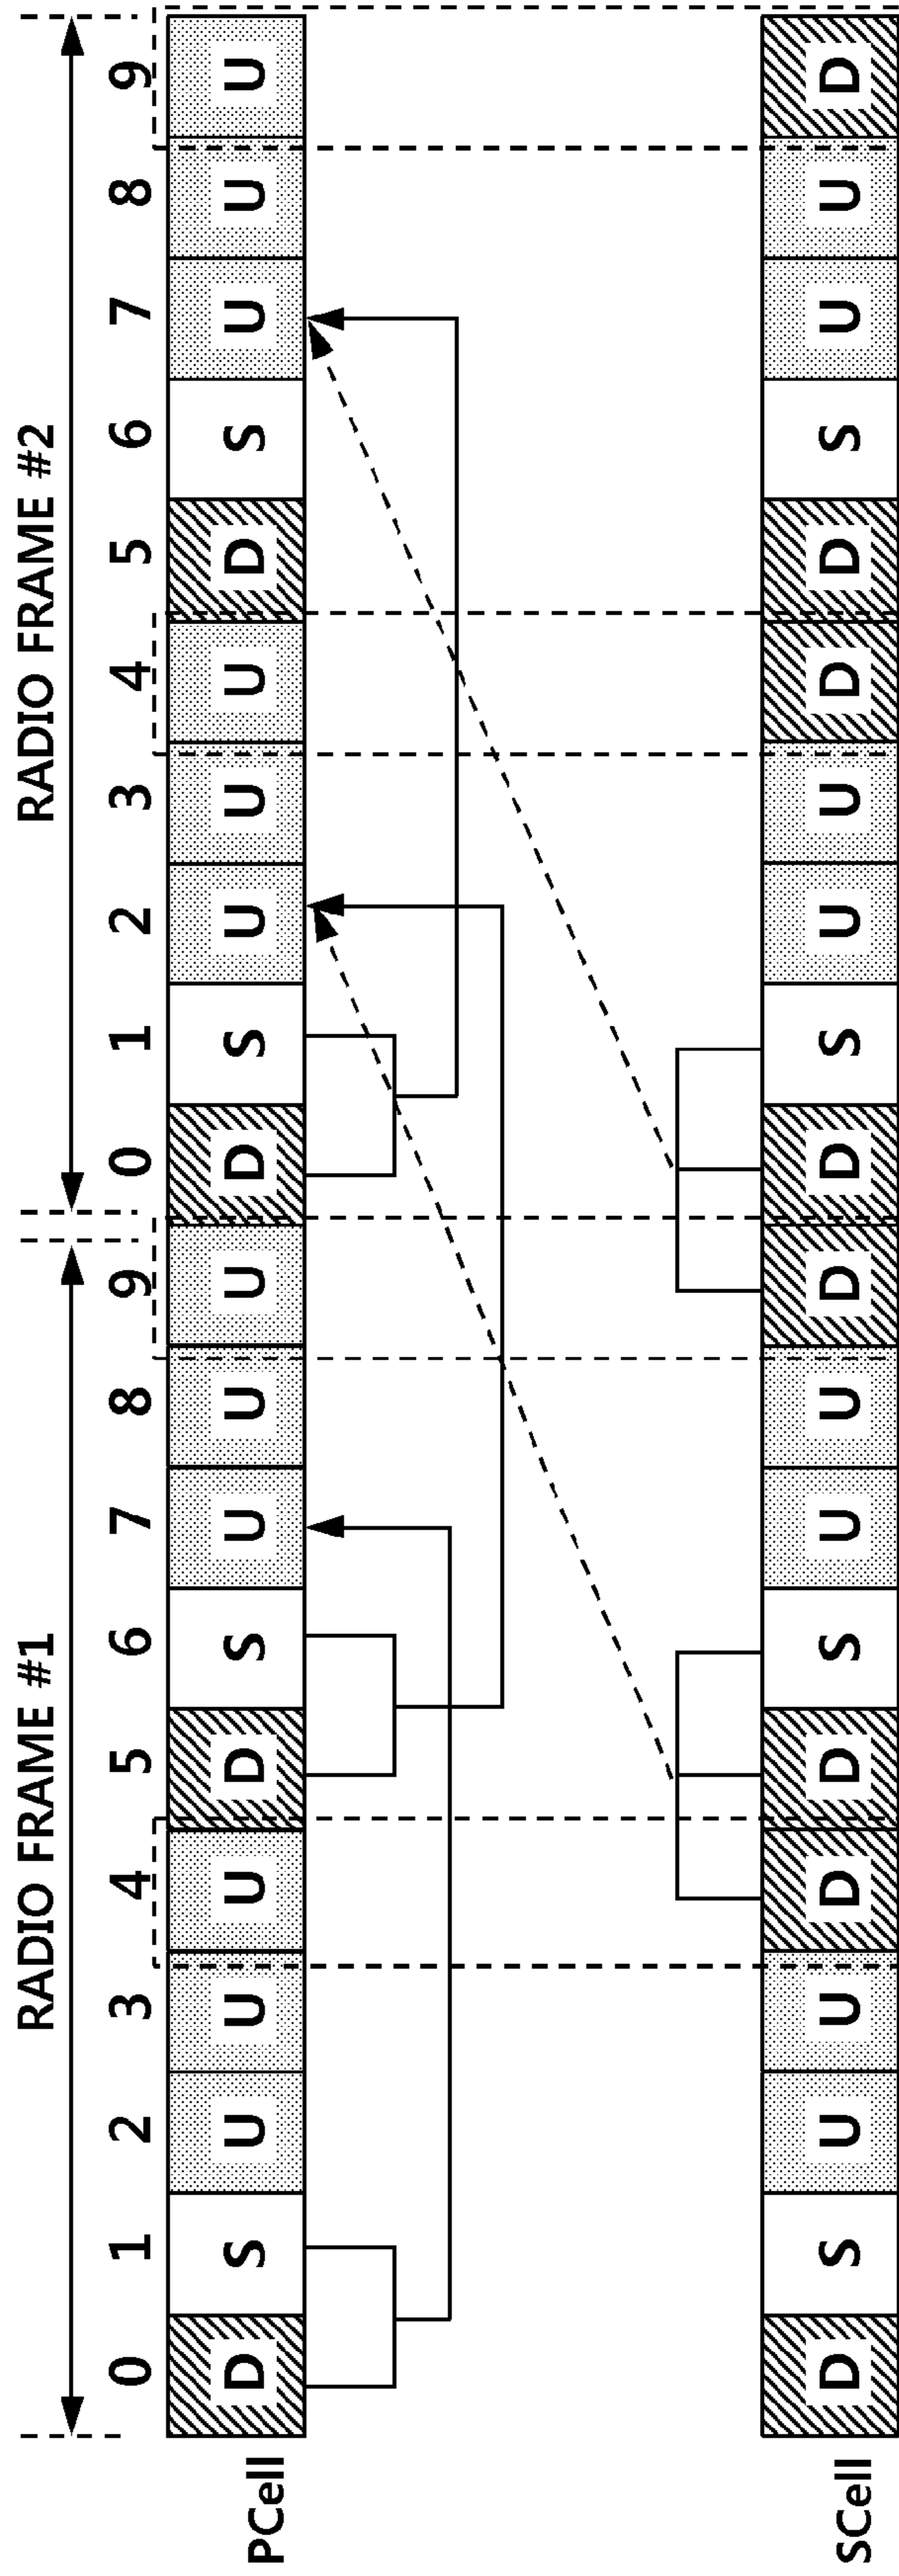 RADIO FRAME #1 RADIO FRAME #2
0 1 2 3 4 5 6 7 8 9 0 1 2 3 4 5 6 7 8 9
PCell D S U U U D S U U U D S U U U D S U U U
SCell D S U U D D S U U D D S U U D D S U U D